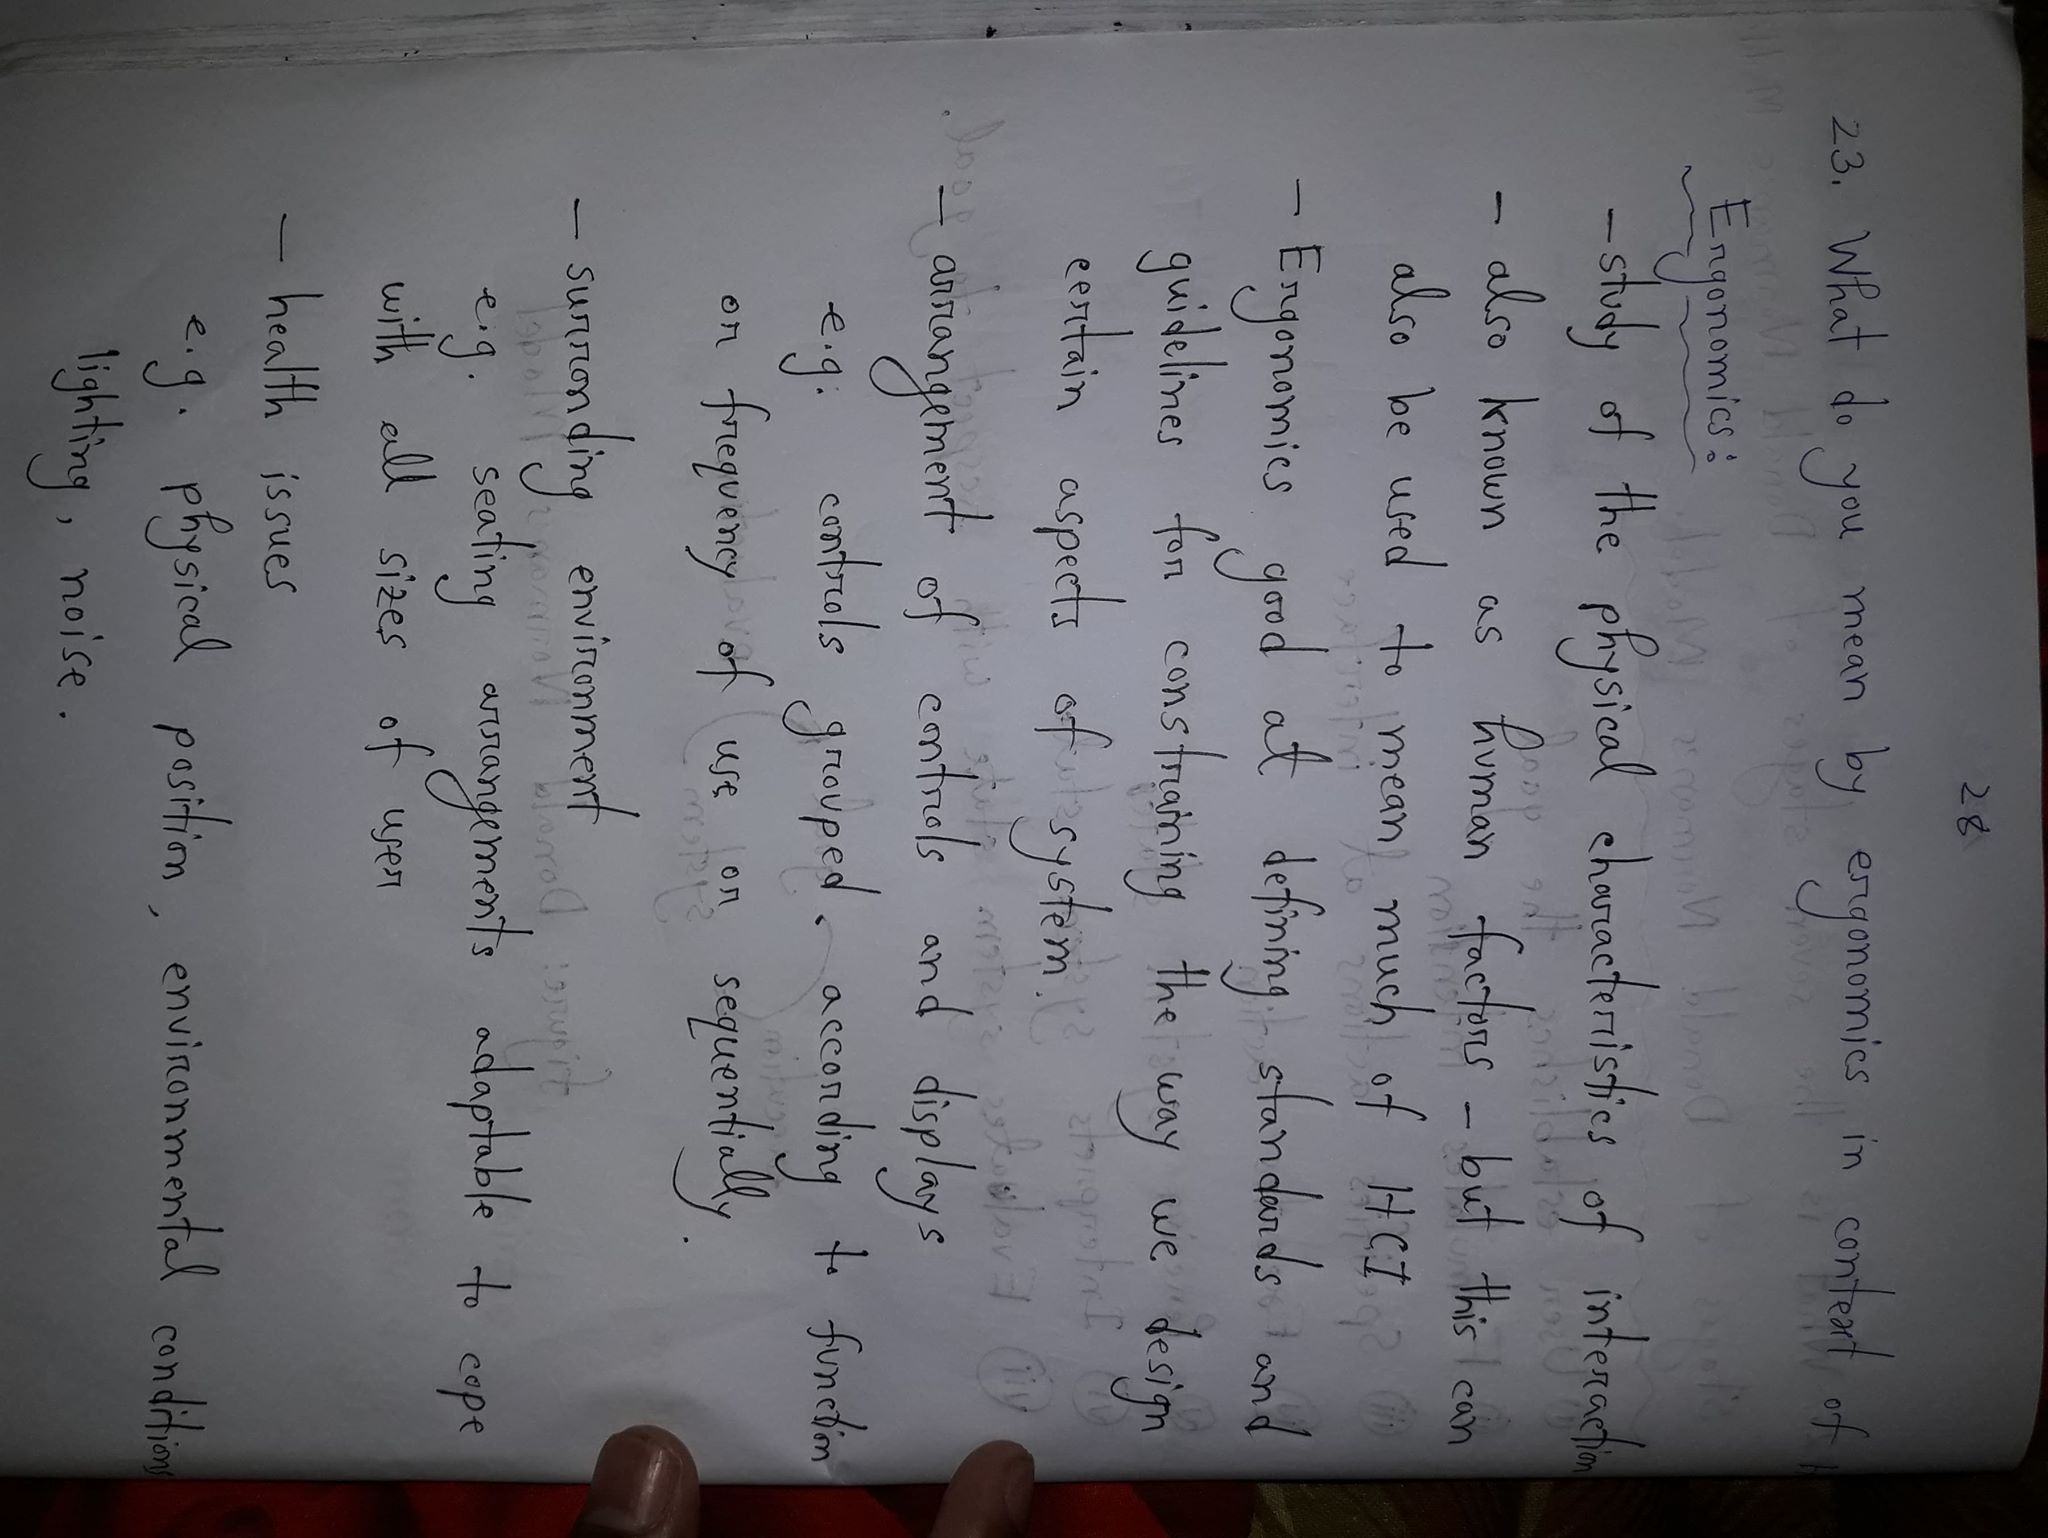 28
23. What do you mean by ergonomics in context of
Ergonomics:
- study of the physical characteristics of interaction
- also known as human factors - but this can
also be used to mean much of HCI
- Ergonomics good at defining standards and
guidelines for constraining the way we design
certain aspects of system.
- arrangement of controls and displays
e.g. controls grouped according to function
or frequency of use or sequentially.
- surronding environment
e.g. seating arrangements adaptable to cope
with all sizes of user
- health issues
e.g. physical position, environmental conditions
lighting, noise.